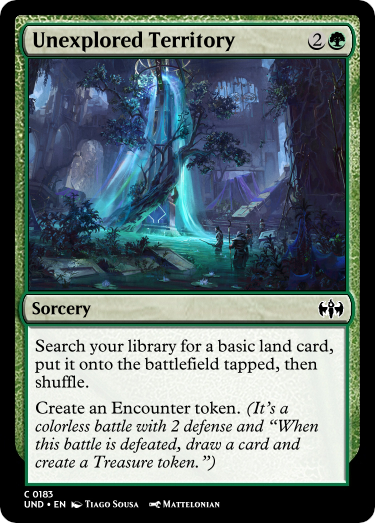 Unexplored Territory 2
Sorcery
Search your library for a basic land card,
put it onto the battlefield tapped, then
shuffle.
Create an Encounter token. (It's a
colorless battle with 2 defense and “When
this battle is defeated, draw a card and
create a Treasure token.”)
C 0183
UND • EN Tiago Sousa Mattelonian